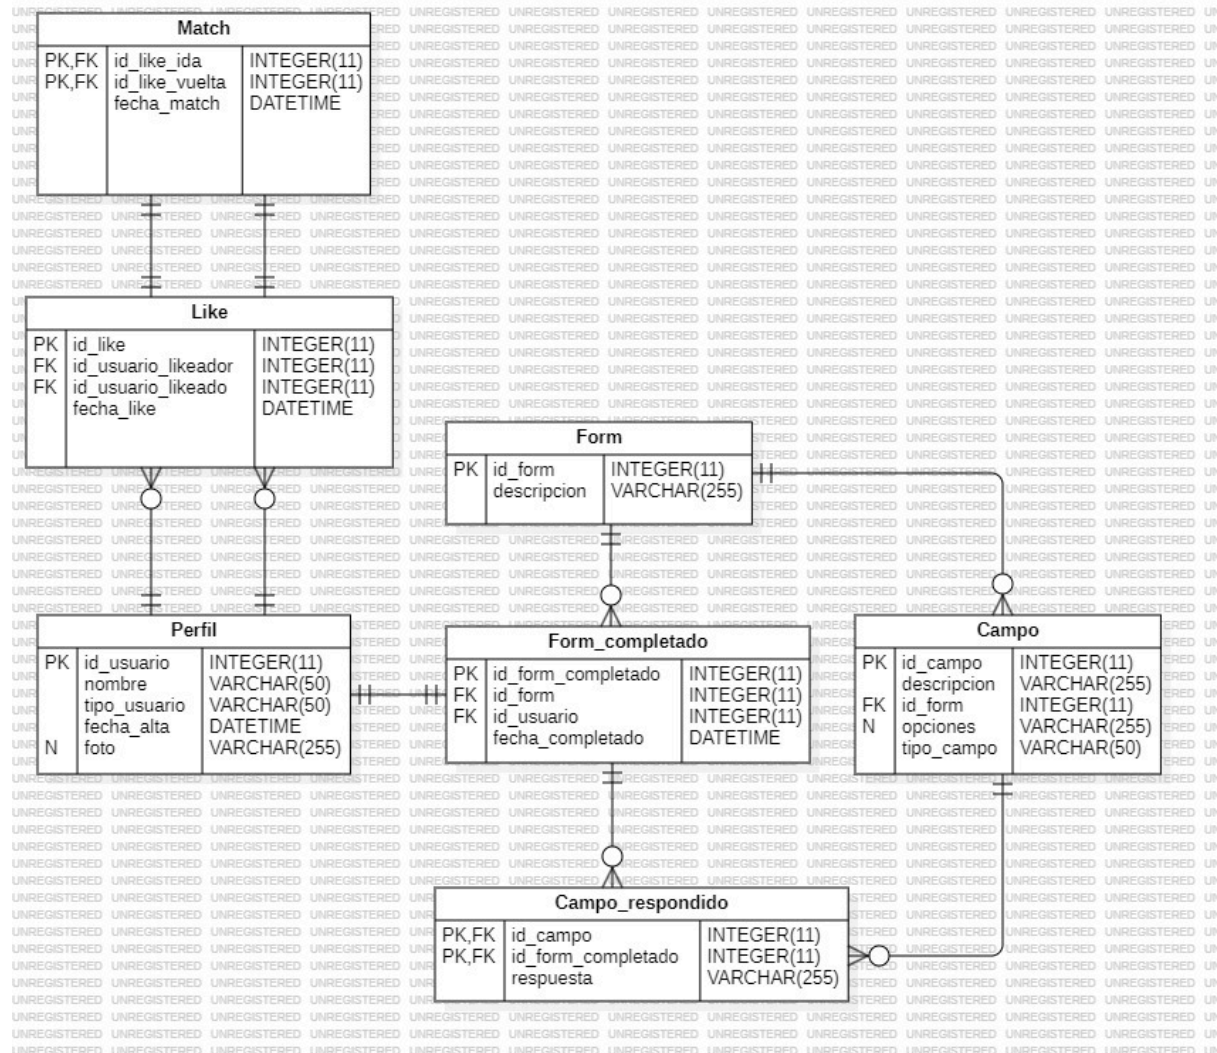 Match
PK,FK id_like_ida INTEGER(11)
PK,FK id_like_vuelta INTEGER(11)
fecha_match DATETIME
Like
PK id_like INTEGER(11)
FK id_usuario_likeador INTEGER(11)
FK id_usuario_likeado INTEGER(11)
fecha_like DATETIME
Form
PK id_form INTEGER(11)
descripcion VARCHAR(255)
Perfil
PK id_usuario INTEGER(11)
nombre VARCHAR(50)
tipo_usuario VARCHAR(50)
fecha_alta DATETIME
N foto VARCHAR(255)
Form_completado
PK id_form_completado INTEGER(11)
FK id_form INTEGER(11)
FK id_usuario INTEGER(11)
fecha_completado DATETIME
Campo
PK id_campo INTEGER(11)
descripcion VARCHAR(255)
FK id_form INTEGER(11)
N opciones VARCHAR(255)
tipo_campo VARCHAR(50)
Campo_respondido
PK,FK id_campo INTEGER(11)
PK,FK id_form_completado INTEGER(11)
respuesta VARCHAR(255)
UNREGISTERED